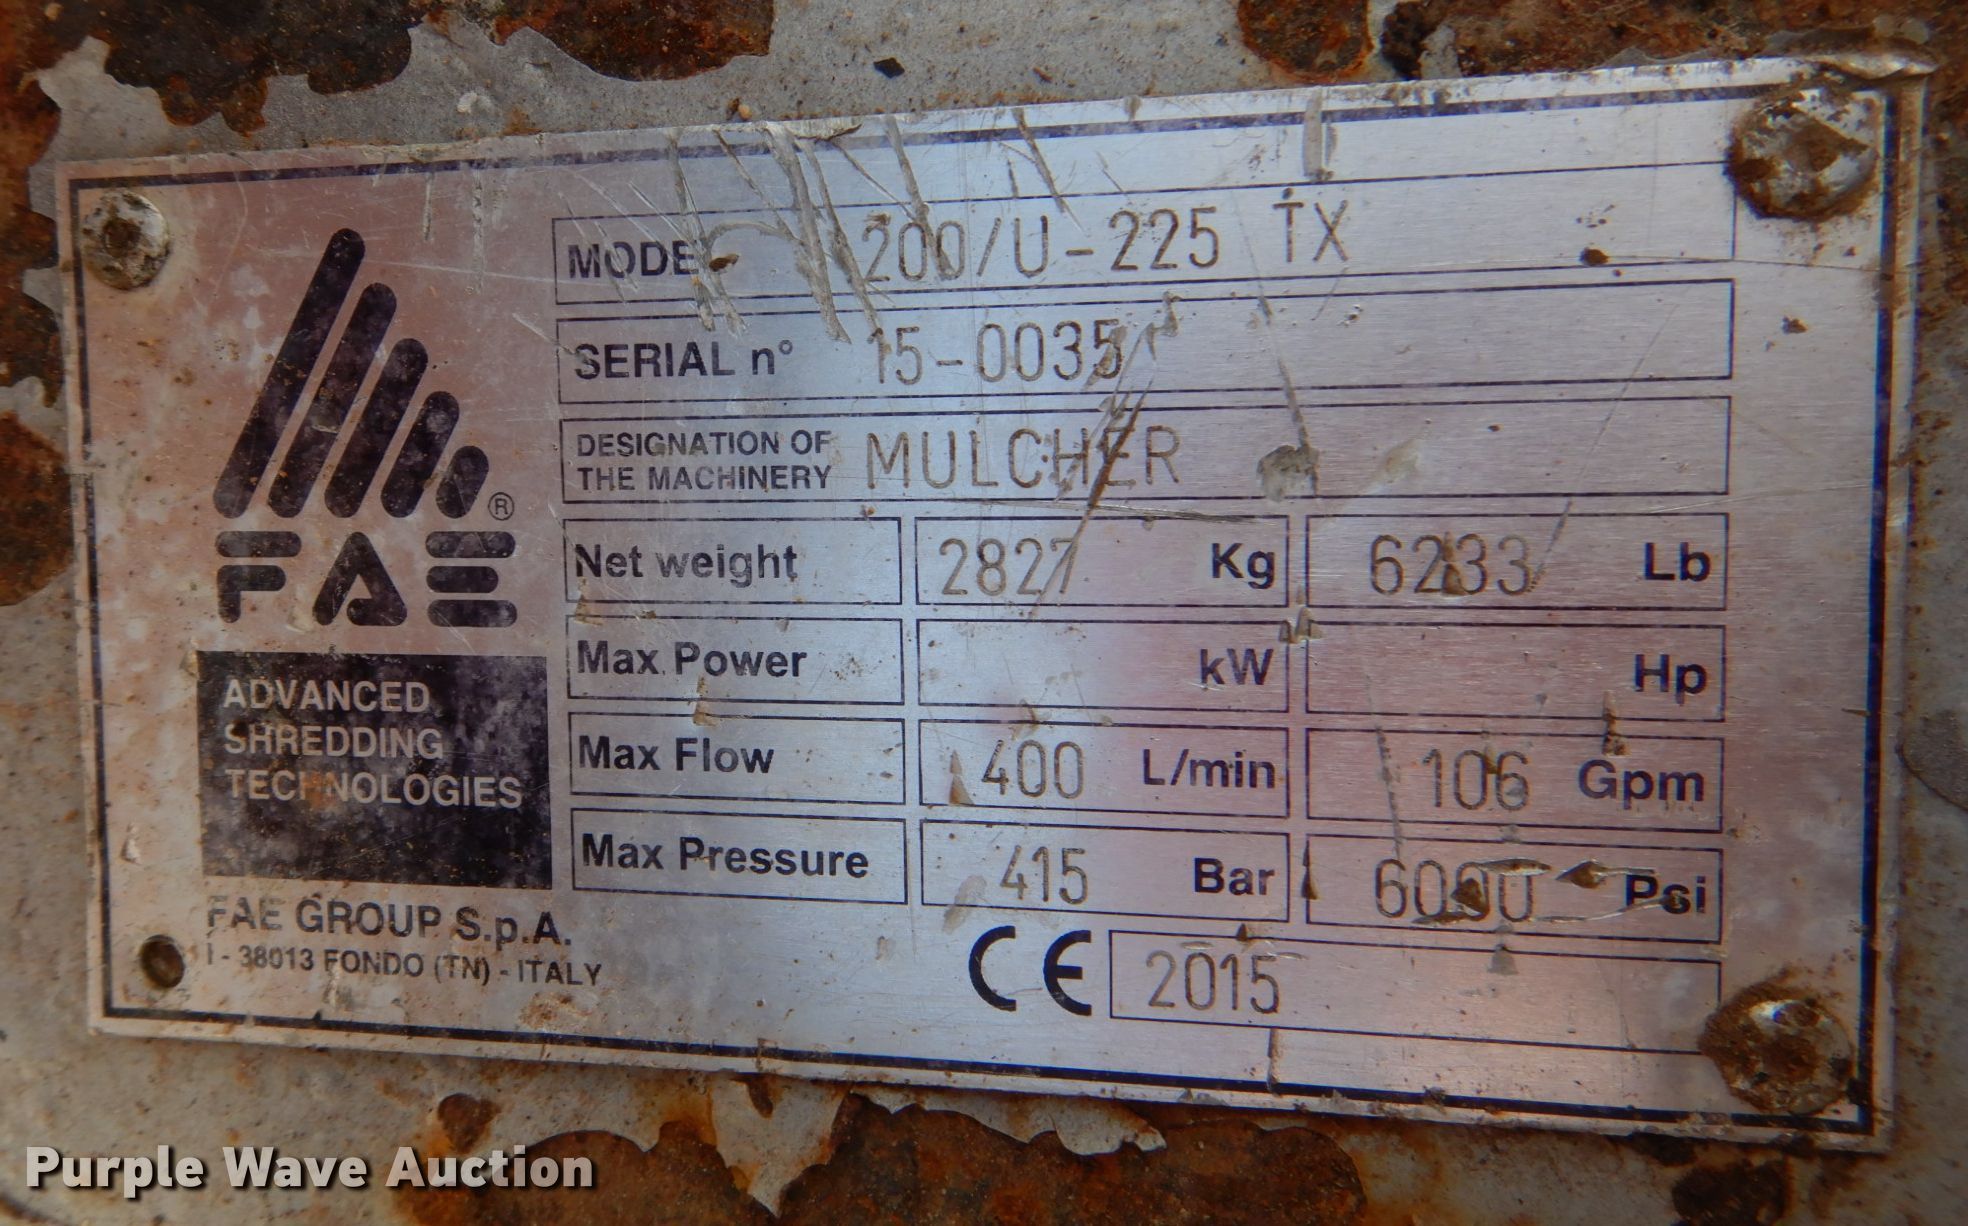 MODEL 200/U-225 TX
SERIAL n° 15-0035
DESIGNATION OF
THE MACHINERY MULCHER
Net weight 2827 Kg 6233 Lb
Max Power kW Hp
Max Flow 400 L/min 106 Gpm
Max Pressure 415 Bar 6000 Psi
CE 2015
®
FAE
ADVANCED
SHREDDING
TECHNOLOGIES
FAE GROUP S.p.A.
I - 38013 FONDO (TN) - ITALY
Purple Wave Auction